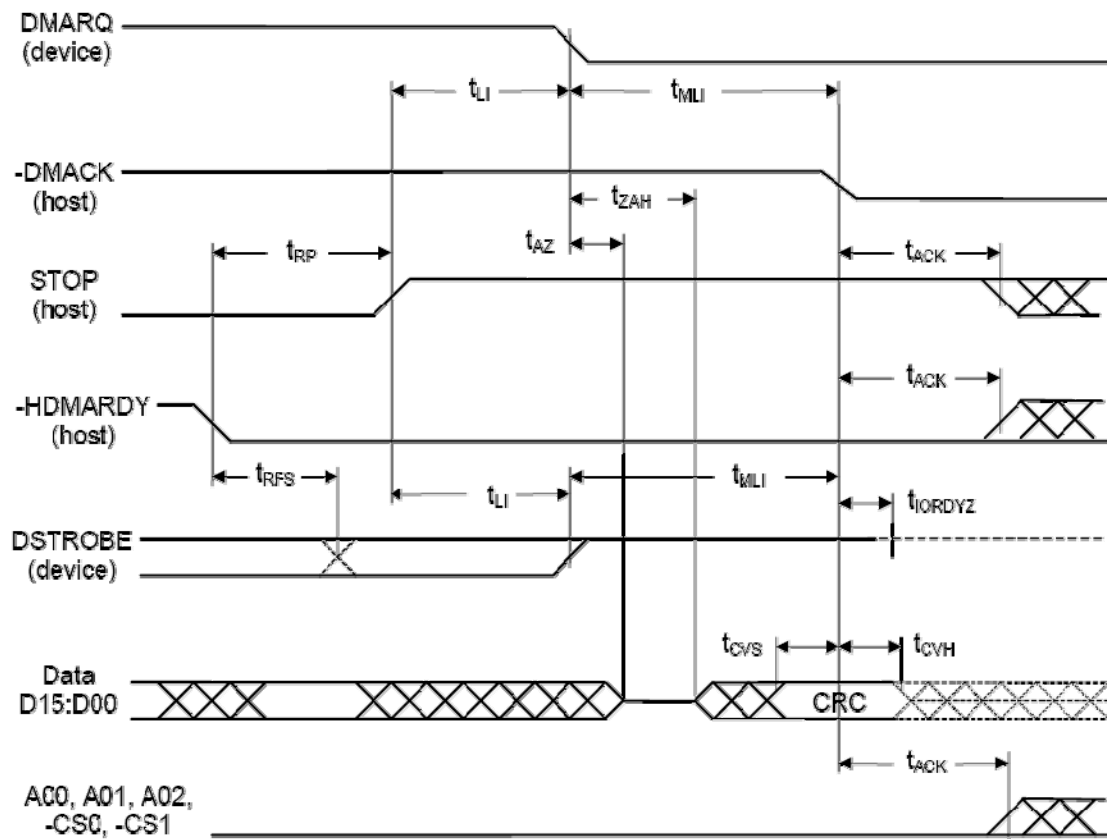 DMARQ
(device)
tLI
tMLI
-DMACK
(host)
tZAH
tAZ
tRP
tACK
STOP
(host)
tACK
-HDMARDY
(host)
tRFS
tLI
tMLI
tIORDYZ
DSTROBE
(device)
tCVS
tCVH
Data
D15:D00
CRC
tACK
A00, A01, A02,
-CS0, -CS1